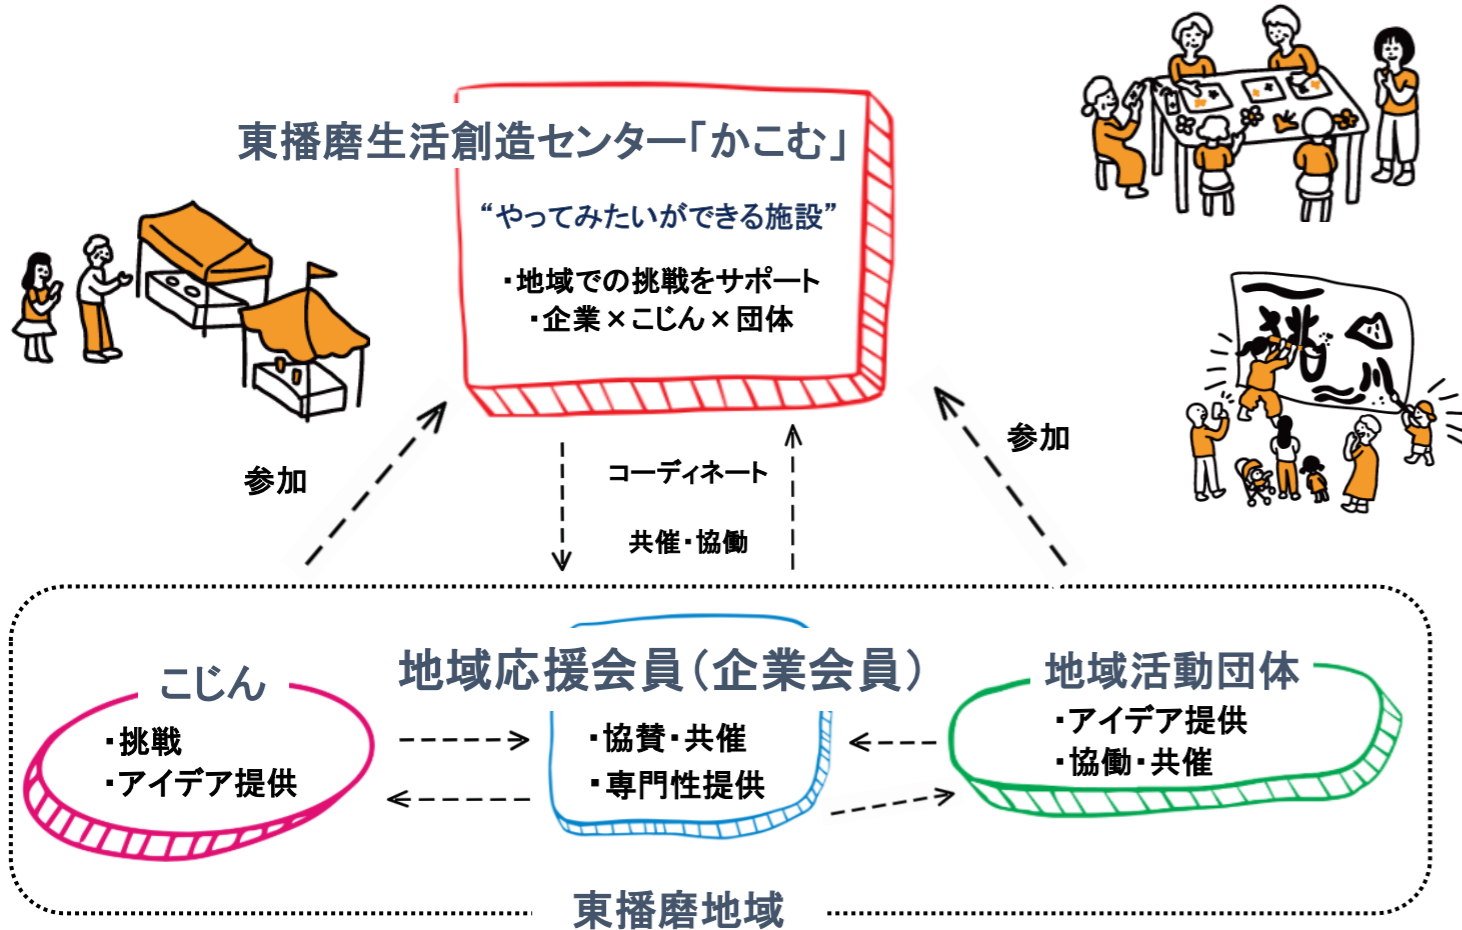 東播磨生活創造センター「かこむ」
“やってみたいができる施設”
・地域での挑戦をサポート
・企業×こじん×団体
参加
コーディネート
共催・協働
参加
こじん
・挑戦
・アイデア提供
地域応援会員（企業会員）
・協賛・共催
・専門性提供
地域活動団体
・アイデア提供
・協働・共催
東播磨地域